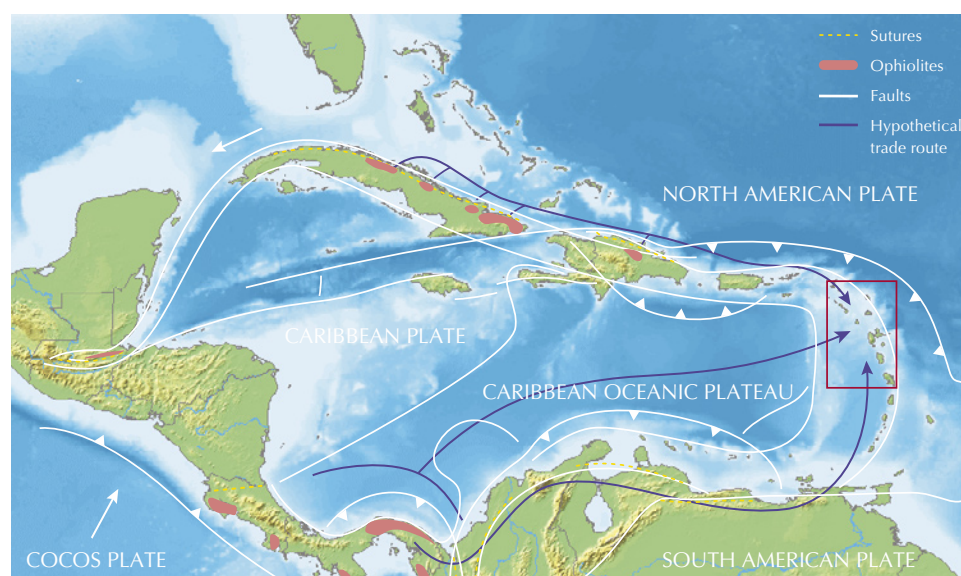 Sutures
Ophiolites
Faults
Hypothetical
trade route
NORTH AMERICAN PLATE
CARIBBEAN PLATE
CARIBBEAN OCEANIC PLATEAU
COCOS PLATE
SOUTH AMERICAN PLATE